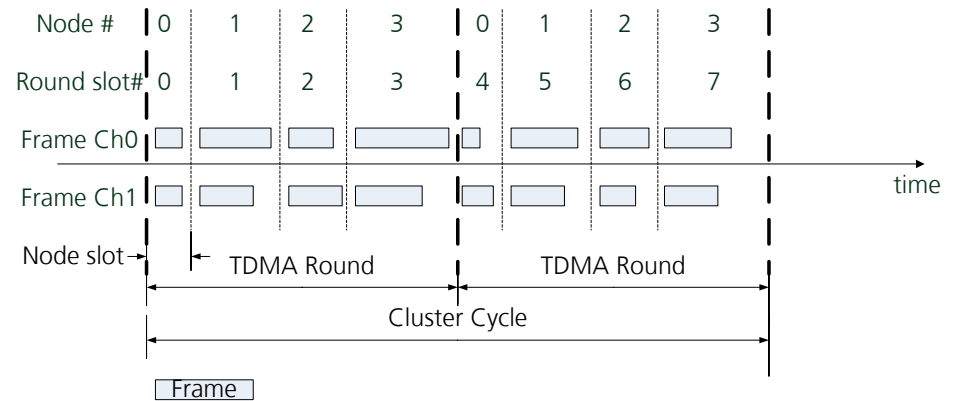 Node # 0 1 2 3 0 1 2 3
Round slot# 0 1 2 3 4 5 6 7
Frame Ch0
time
Frame Ch1
Node slot
TDMA Round TDMA Round
Cluster Cycle
Frame